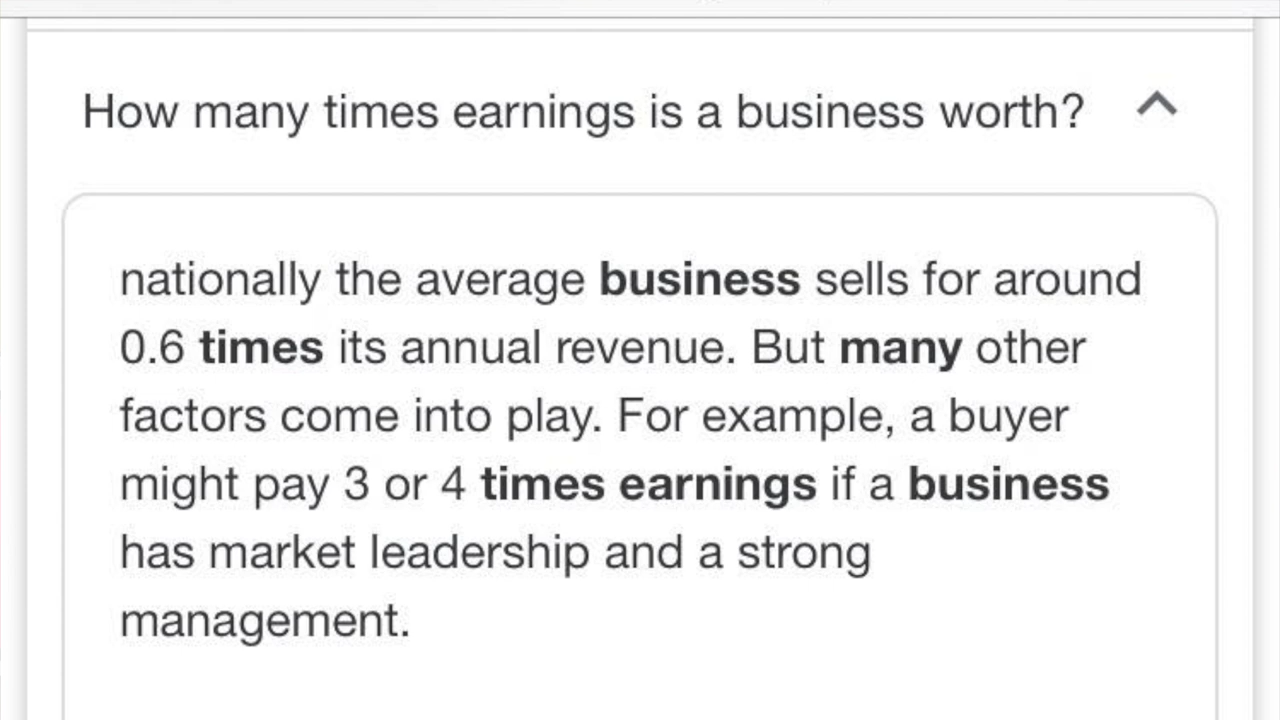 How many times earnings is a business worth?
nationally the average business sells for around
0.6 times its annual revenue. But many other
factors come into play. For example, a buyer
might pay 3 or 4 times earnings if a business
has market leadership and a strong
management.